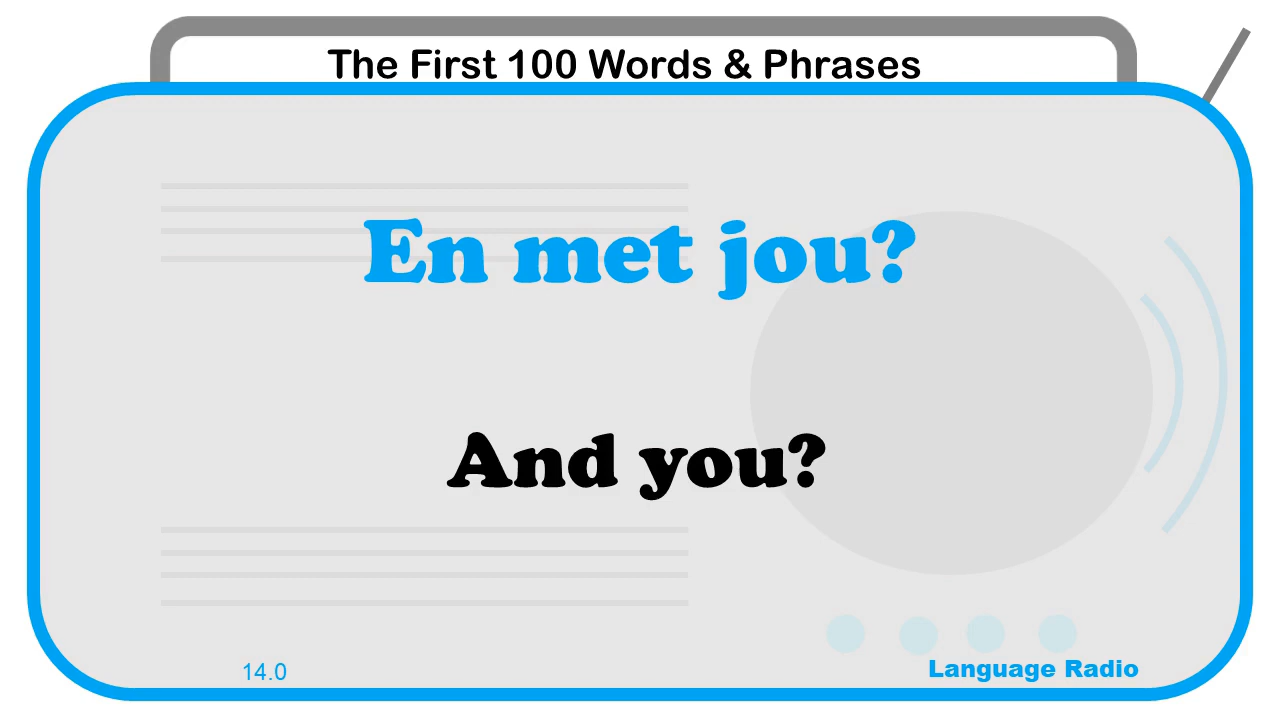 The First 100 Words & Phrases
En met jou?
And you?
14.0
Language Radio